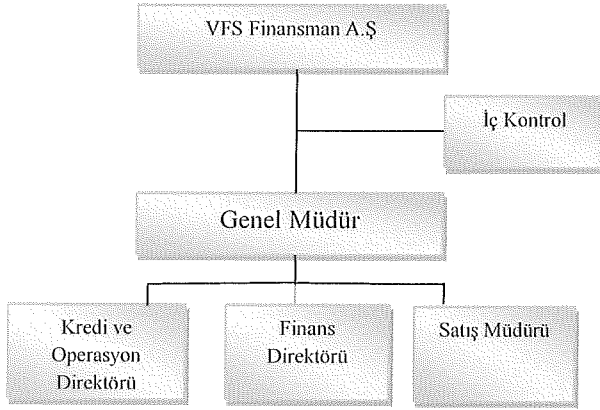 VFS Finansman A.Ş
İç Kontrol
Genel Müdür
Kredi ve
Operasyon
Direktörü
Finans
Direktörü
Satış Müdürü